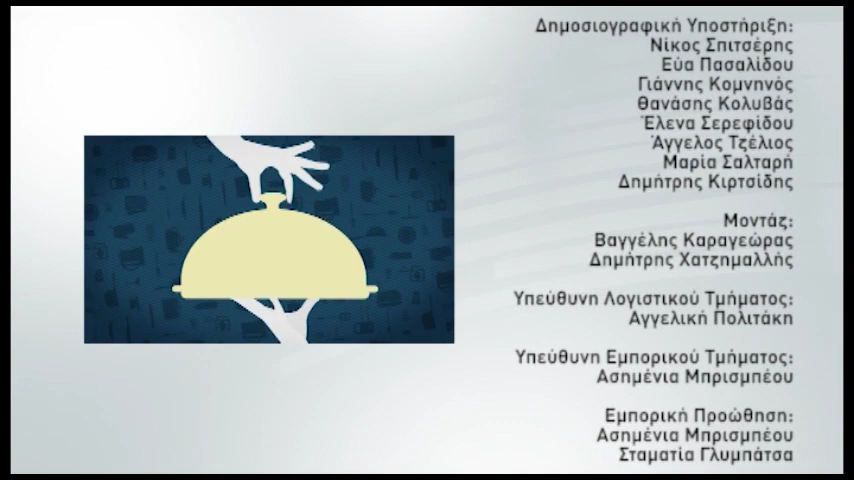 Δημοσιογραφική Υποστήριξη:
Νίκος Σπιτσέρης
Εύα Πασαλίδου
Γιάννης Κομνηνός
Θανάσης Κολυβάς
Έλενα Σερεφίδου
Άγγελος Τζέλιος
Μαρία Σαλταρή
Δημήτρης Κιρτσίδης
Μοντάζ:
Βαγγέλης Καραγεώρας
Δημήτρης Χατζημαλλής
Υπεύθυνη Λογιστικού Τμήματος:
Αγγελική Πολιτάκη
Υπεύθυνη Εμπορικού Τμήματος:
Ασημένια Μπρισμπέου
Εμπορική Προώθηση:
Ασημένια Μπρισμπέου
Σταματία Γλυμπάτσα